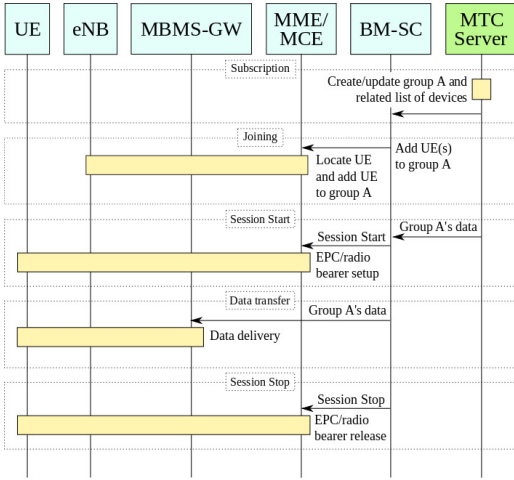 UE
eNB
MBMS-GW
MME/
MCE
BM-SC
MTC
Server
Subscription
Create/update group A and
related list of devices
Joining
Add UE(s)
to group A
Locate UE
and add UE
to group A
Session Start
Group A's data
Session Start
EPC/radio
bearer setup
Data transfer
Group A's data
Data delivery
Session Stop
Session Stop
EPC/radio
bearer release